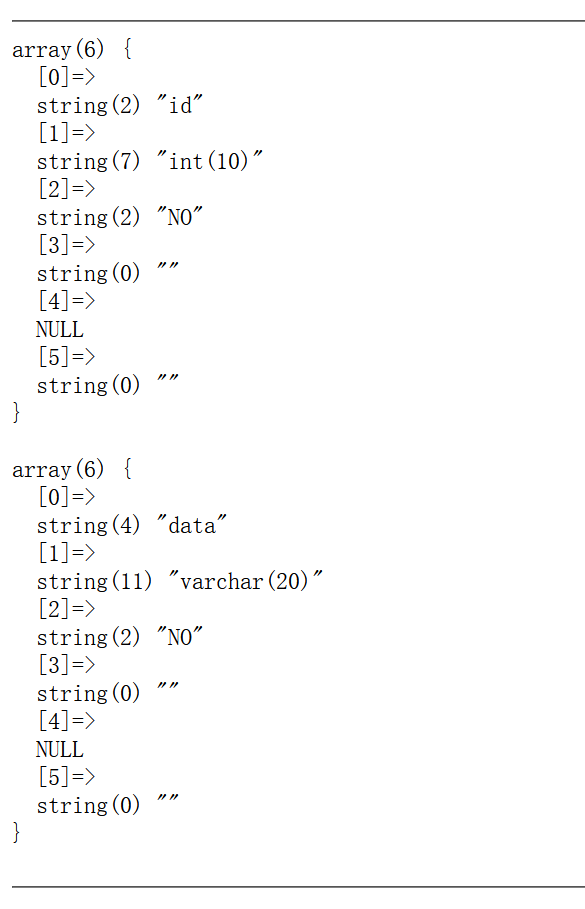 array(6) {
  [0]=>
  string(2) "id"
  [1]=>
  string(7) "int(10)"
  [2]=>
  string(2) "NO"
  [3]=>
  string(0) ""
  [4]=>
  NULL
  [5]=>
  string(0) ""
}
array(6) {
  [0]=>
  string(4) "data"
  [1]=>
  string(11) "varchar(20)"
  [2]=>
  string(2) "NO"
  [3]=>
  string(0) ""
  [4]=>
  NULL
  [5]=>
  string(0) ""
}